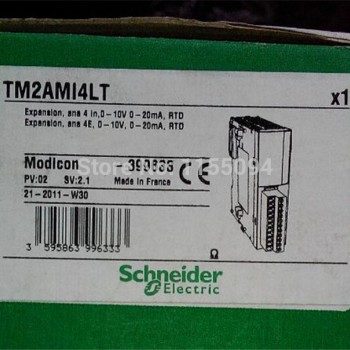 TM2AMI4LT
x1
Expansion, ana 4 in, 0-10V 0-20mA, RTD
Expansion, ana 4E, 0-10V, 0-20mA, RTD
Modicon
CE
PV:02 SV:2.1 Made in France
21-2011-W30
3 595863 996333
Schneider
Electric